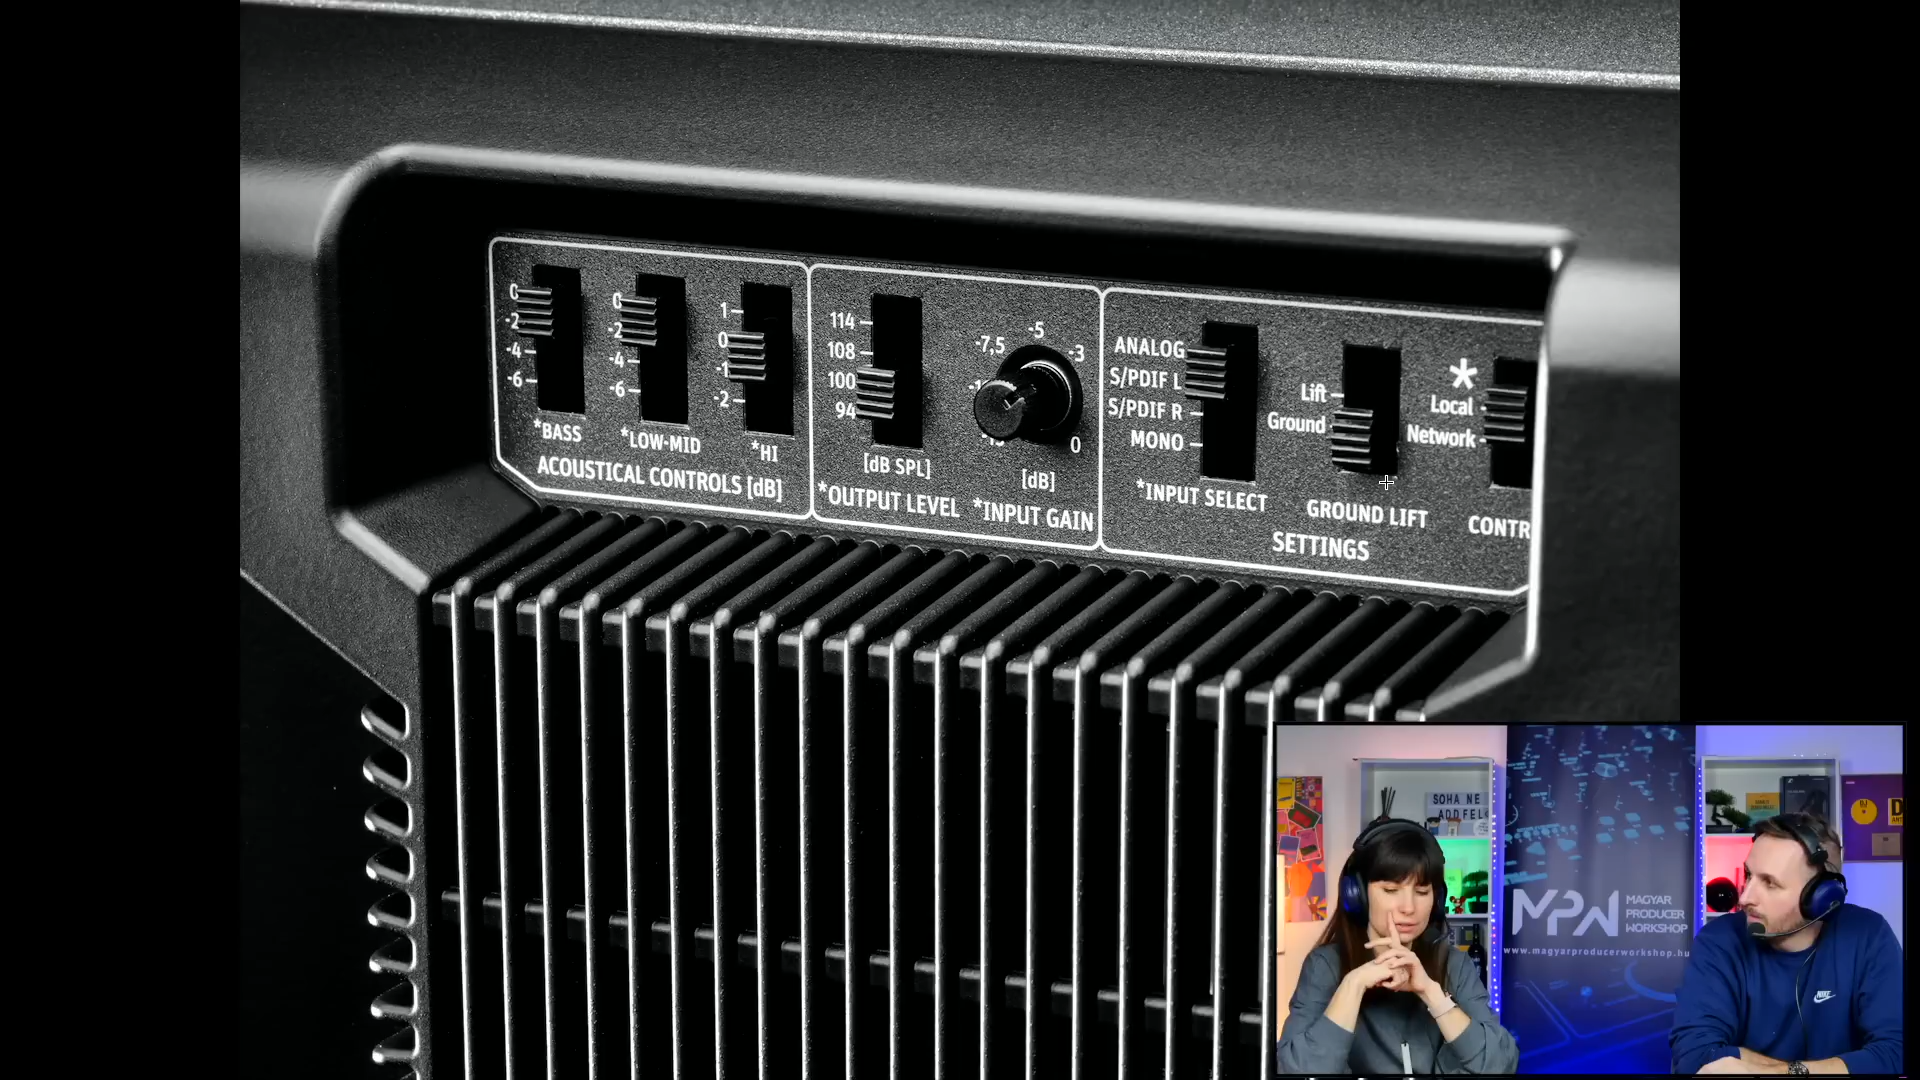 0
-2
-4
-6
*BASS
0
-2
-4
-6
*LOW-MID
1
0
-1
-2
*HI
ACOUSTICAL CONTROLS [dB]
114
108
100
94
[dB SPL]
*OUTPUT LEVEL
-7,5
-5
-3
0
[dB]
*INPUT GAIN
ANALOG
S/PDIF L
S/PDIF R
MONO
*INPUT SELECT
Lift
Ground
GROUND LIFT
*
Local
Network
CONTR
SETTINGS
SOHA NE
ADD FEL
MPW
MAGYAR
PRODUCER
WORKSHOP
www.magyarproducerworkshop.hu
NIKE